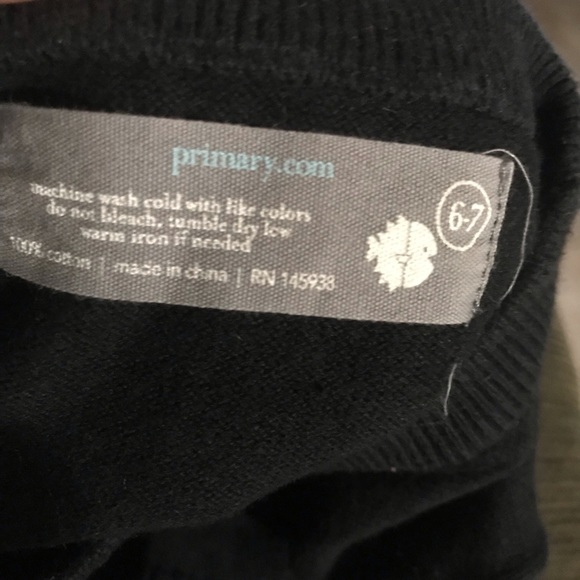 primary.com
machine wash cold with like colors
do not bleach, tumble dry low
warm iron if needed
100% cotton | made in china | RN 145938
6-7